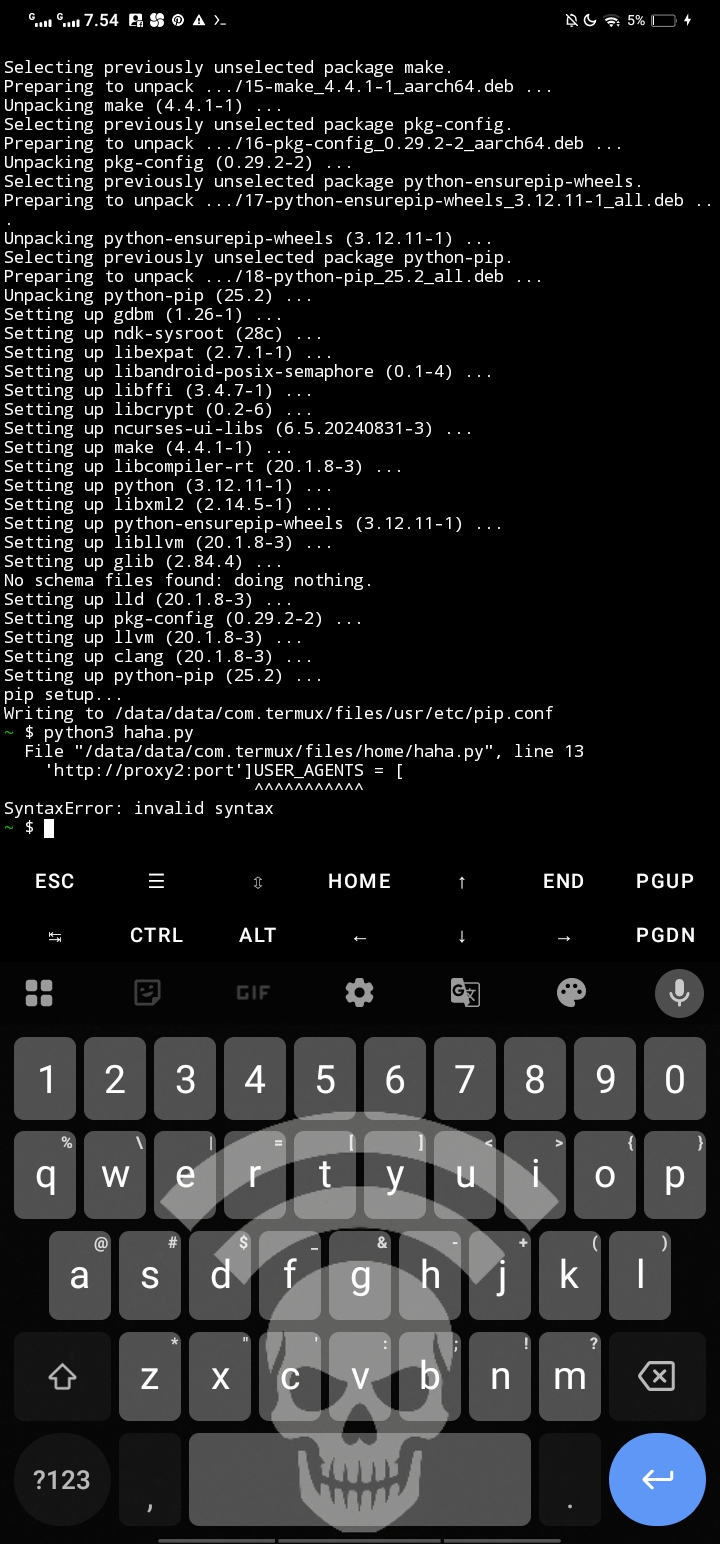 G G 7.54 5%
Selecting previously unselected package make.
Preparing to unpack .../15-make_4.4.1-1_aarch64.deb ...
Unpacking make (4.4.1-1) ...
Selecting previously unselected package pkg-config.
Preparing to unpack .../16-pkg-config_0.29.2-2_aarch64.deb ...
Unpacking pkg-config (0.29.2-2) ...
Selecting previously unselected package python-ensurepip-wheels.
Preparing to unpack .../17-python-ensurepip-wheels_3.12.11-1_all.deb ..
.
Unpacking python-ensurepip-wheels (3.12.11-1) ...
Selecting previously unselected package python-pip.
Preparing to unpack .../18-python-pip_25.2_all.deb ...
Unpacking python-pip (25.2) ...
Setting up gdbm (1.26-1) ...
Setting up ndk-sysroot (28c) ...
Setting up libexpat (2.7.1-1) ...
Setting up libandroid-posix-semaphore (0.1-4) ...
Setting up libffi (3.4.7-1) ...
Setting up libcrypt (0.2-6) ...
Setting up ncurses-ui-libs (6.5.20240831-3) ...
Setting up make (4.4.1-1) ...
Setting up libcompiler-rt (20.1.8-3) ...
Setting up python (3.12.11-1) ...
Setting up libxml2 (2.14.5-1) ...
Setting up python-ensurepip-wheels (3.12.11-1) ...
Setting up libllvm (20.1.8-3) ...
Setting up glib (2.84.4) ...
No schema files found: doing nothing.
Setting up lld (20.1.8-3) ...
Setting up pkg-config (0.29.2-2) ...
Setting up llvm (20.1.8-3) ...
Setting up clang (20.1.8-3) ...
Setting up python-pip (25.2) ...
pip setup...
Writing to /data/data/com.termux/files/usr/etc/pip.conf
~ $ python3 haha.py
  File "/data/data/com.termux/files/home/haha.py", line 13
    'http://proxy2:port']USER_AGENTS = [
                         ^^^^^^^^^^^
SyntaxError: invalid syntax
~ $
ESC ☰ ⇳ HOME ↑ END PGUP
↹ CTRL ALT ← ↓ → PGDN
GIF G文
1 2 3 4 5 6 7 8 9 0
% \ | = [ ] < > { }
q w e r t y u i o p
@ # $ _ & - + ( )
a s d f g h j k l
* " ' : ; ! ?
z x c v b n m
?123 , .